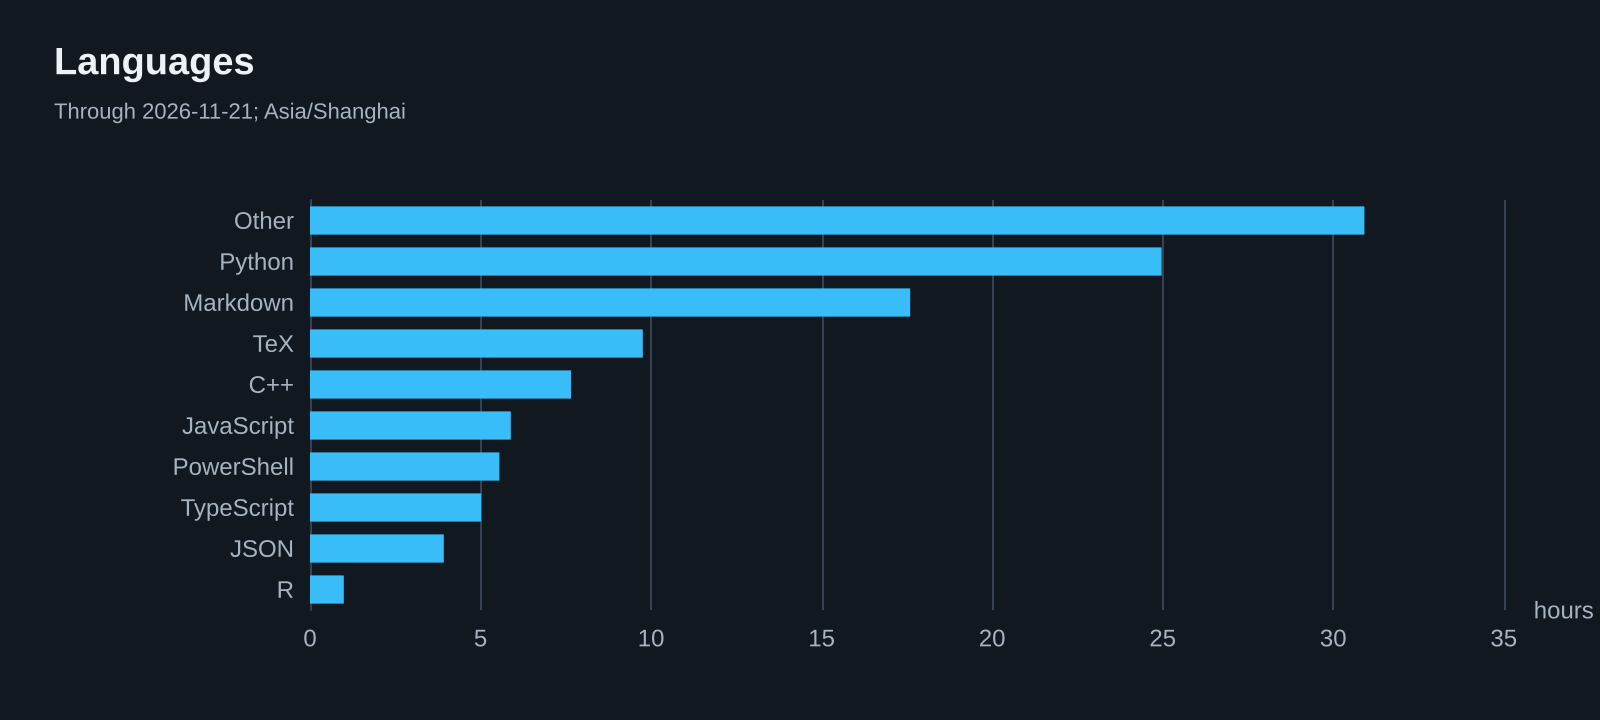 Languages
Through 2026-11-21; Asia/Shanghai
Other
Python
Markdown
TeX
C++
JavaScript
PowerShell
TypeScript
JSON
R
hours
0 5 10 15 20 25 30 35